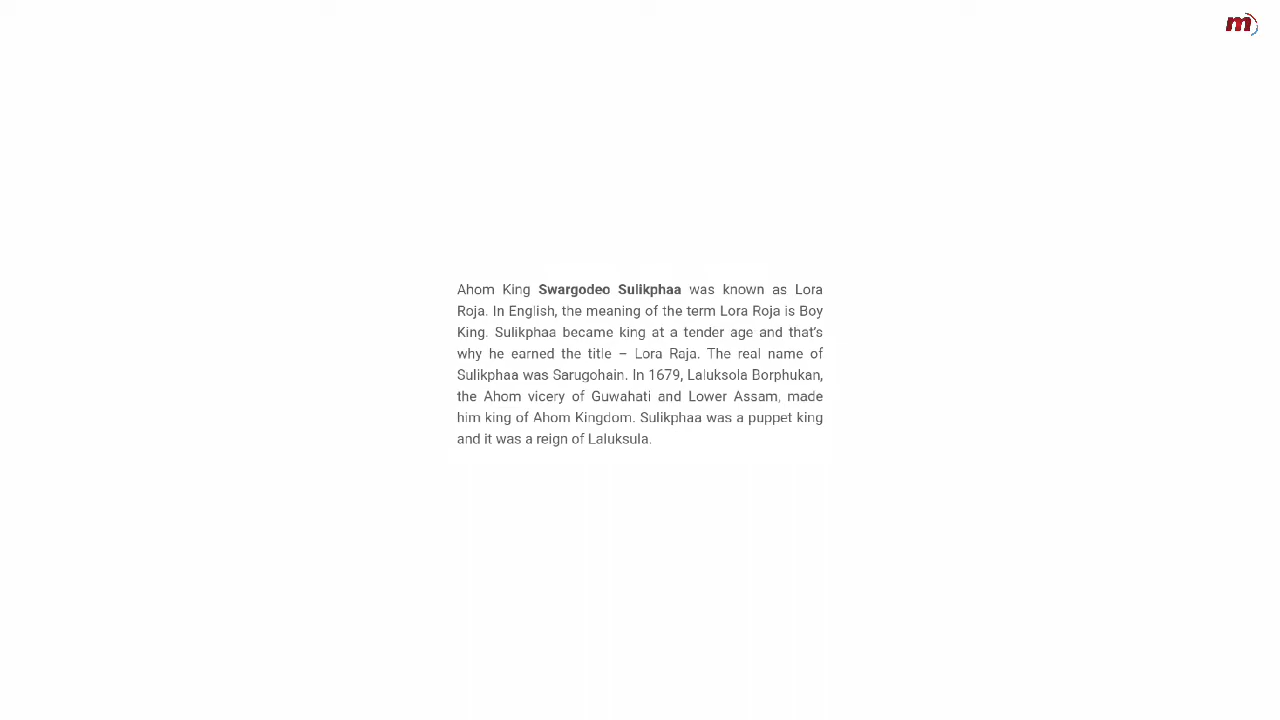 m
Ahom King Swargodeo Sulikphaa was known as Lora
Roja. In English, the meaning of the term Lora Roja is Boy
King. Sulikphaa became king at a tender age and that's
why he earned the title – Lora Raja. The real name of
Sulikphaa was Sarugohain. In 1679, Laluksola Borphukan,
the Ahom vicery of Guwahati and Lower Assam, made
him king of Ahom Kingdom. Sulikphaa was a puppet king
and it was a reign of Laluksula.